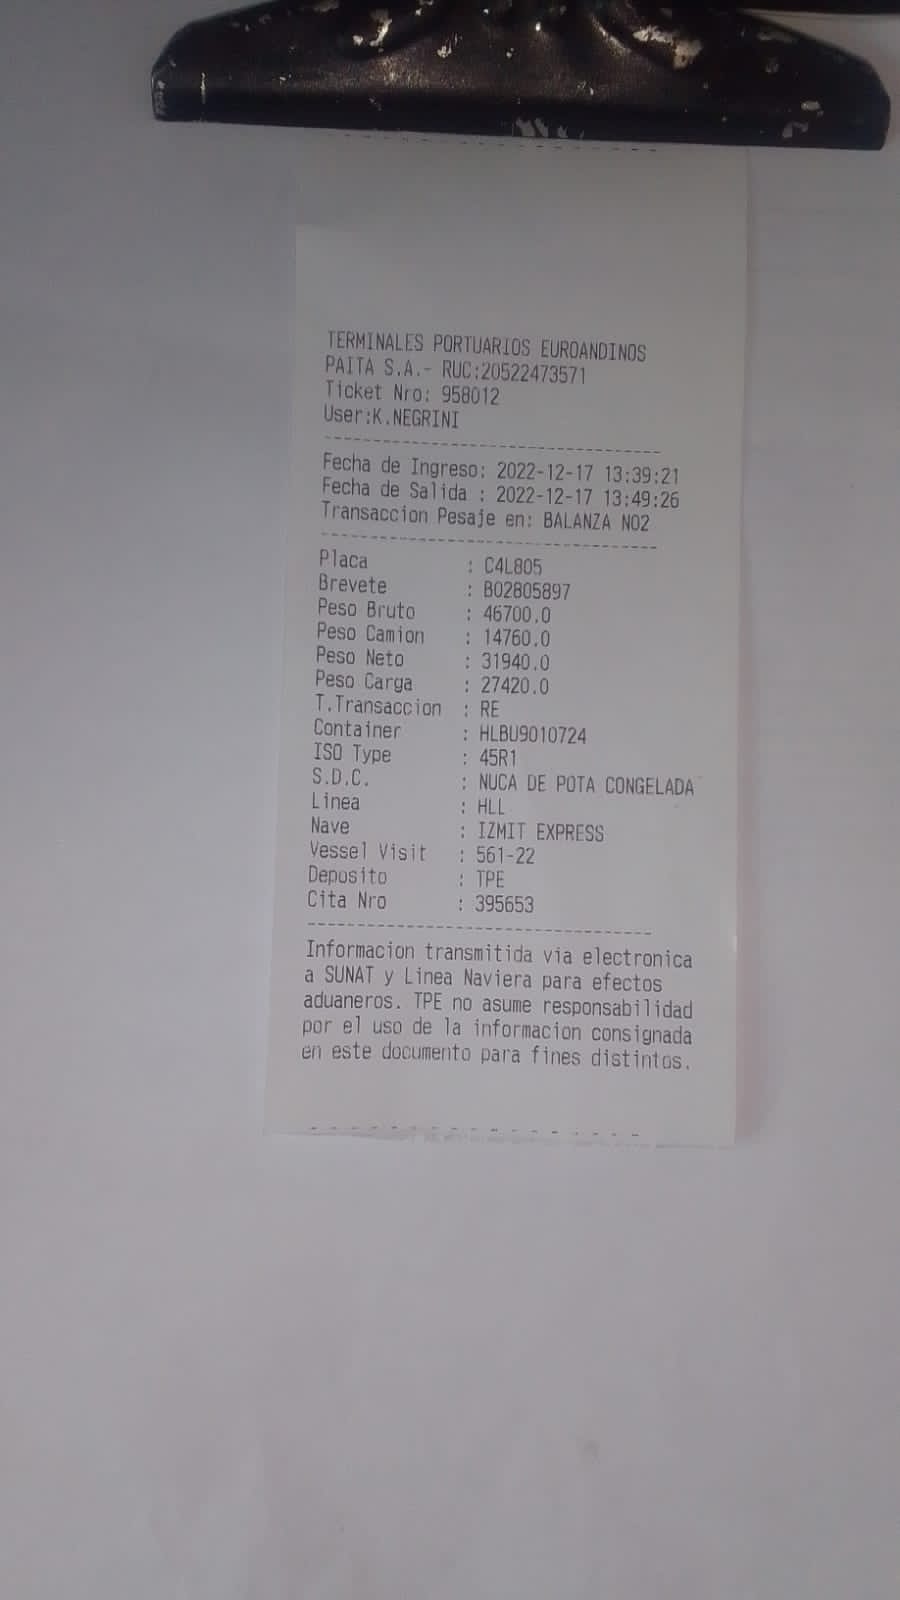 TERMINALES PORTUARIOS EUROANDINOS
PAITA S.A.- RUC:20522473571
Ticket Nro: 958012
User:K.NEGRINI
Fecha de Ingreso: 2022-12-17 13:39:21
Fecha de Salida : 2022-12-17 13:49:26
Transaccion Pesaje en: BALANZA NO2
Placa : C4L805
Brevete : B02805897
Peso Bruto : 46700.0
Peso Camion : 14760.0
Peso Neto : 31940.0
Peso Carga : 27420.0
T.Transaccion : RE
Container : HLBU9010724
ISO Type : 45R1
S.D.C. : NUCA DE POTA CONGELADA
Linea : HLL
Nave : IZMIT EXPRESS
Vessel Visit : 561-22
Deposito : TPE
Cita Nro : 395653
Informacion transmitida via electronica
a SUNAT y Linea Naviera para efectos
aduaneros. TPE no asume responsabilidad
por el uso de la informacion consignada
en este documento para fines distintos.